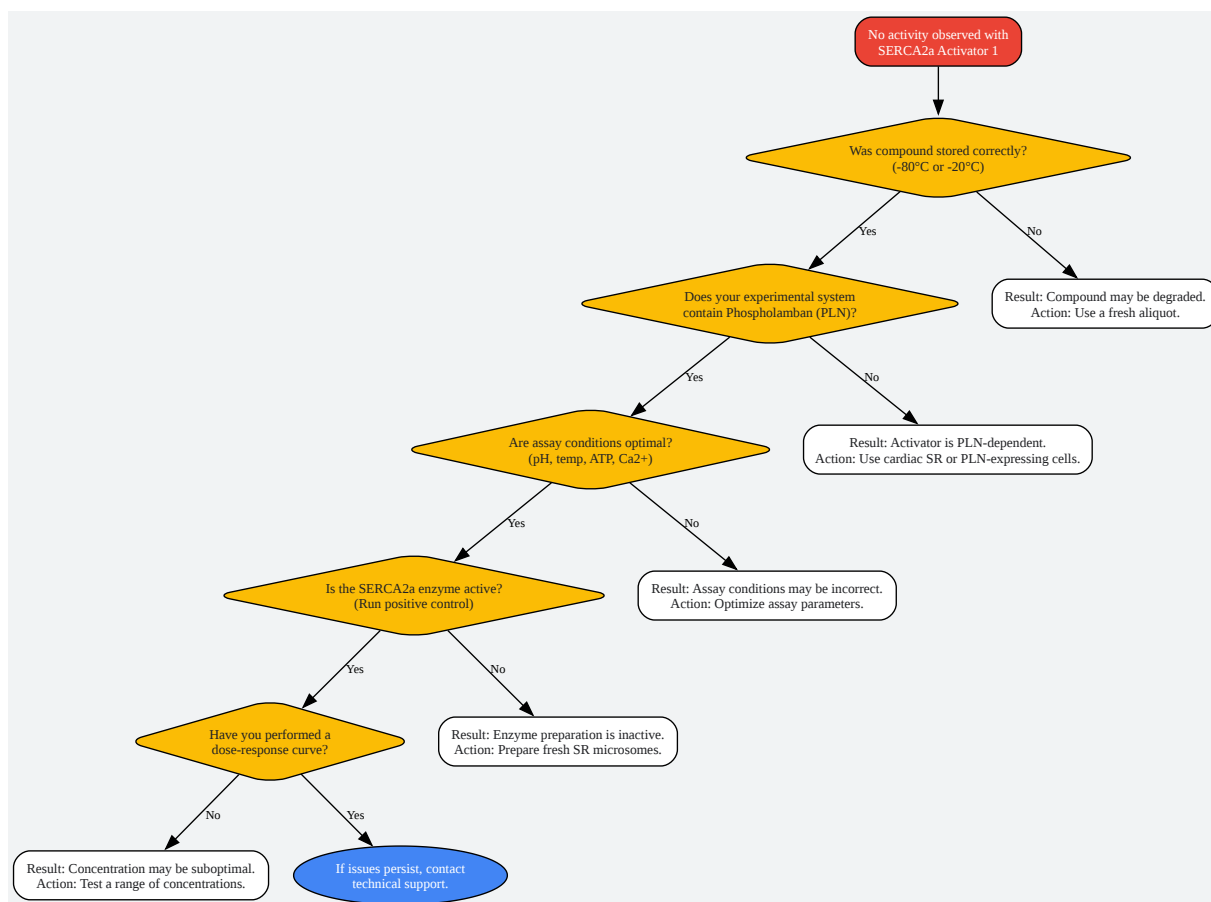 No activity observed with
SERCA2a Activator 1
Was compound stored correctly?
(-80°C or -20°C)
Yes
No
Does your experimental system
contain Phospholamban (PLN)?
Result: Compound may be degraded.
Action: Use a fresh aliquot.
Yes
No
Are assay conditions optimal?
(pH, temp, ATP, Ca2+)
Result: Activator is PLN-dependent.
Action: Use cardiac SR or PLN-expressing cells.
Yes
No
Is the SERCA2a enzyme active?
(Run positive control)
Result: Assay conditions may be incorrect.
Action: Optimize assay parameters.
Yes
No
Have you performed a
dose-response curve?
Result: Enzyme preparation is inactive.
Action: Prepare fresh SR microsomes.
No
Yes
Result: Concentration may be suboptimal.
Action: Test a range of concentrations.
If issues persist, contact
technical support.